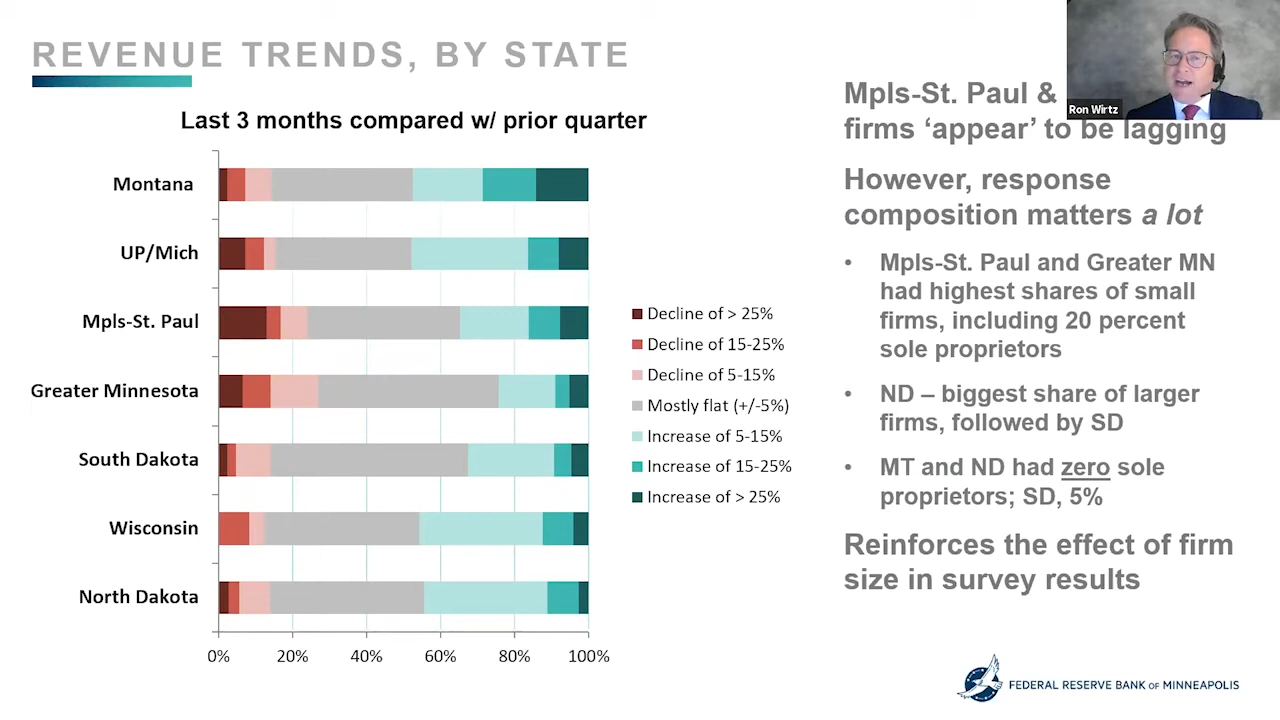 REVENUE TRENDS, BY STATE
Last 3 months compared w/ prior quarter
Montana
UP/Mich
Mpls-St. Paul
Greater Minnesota
South Dakota
Wisconsin
North Dakota
0% 20% 40% 60% 80% 100%
Decline of > 25%
Decline of 15-25%
Decline of 5-15%
Mostly flat (+/-5%)
Increase of 5-15%
Increase of 15-25%
Increase of > 25%
Ron Wirtz
Mpls-St. Paul &
firms ‘appear’ to be lagging
However, response
composition matters a lot
• Mpls-St. Paul and Greater MN
had highest shares of small
firms, including 20 percent
sole proprietors
• ND – biggest share of larger
firms, followed by SD
• MT and ND had zero sole
proprietors; SD, 5%
Reinforces the effect of firm
size in survey results
FEDERAL RESERVE BANK OF MINNEAPOLIS